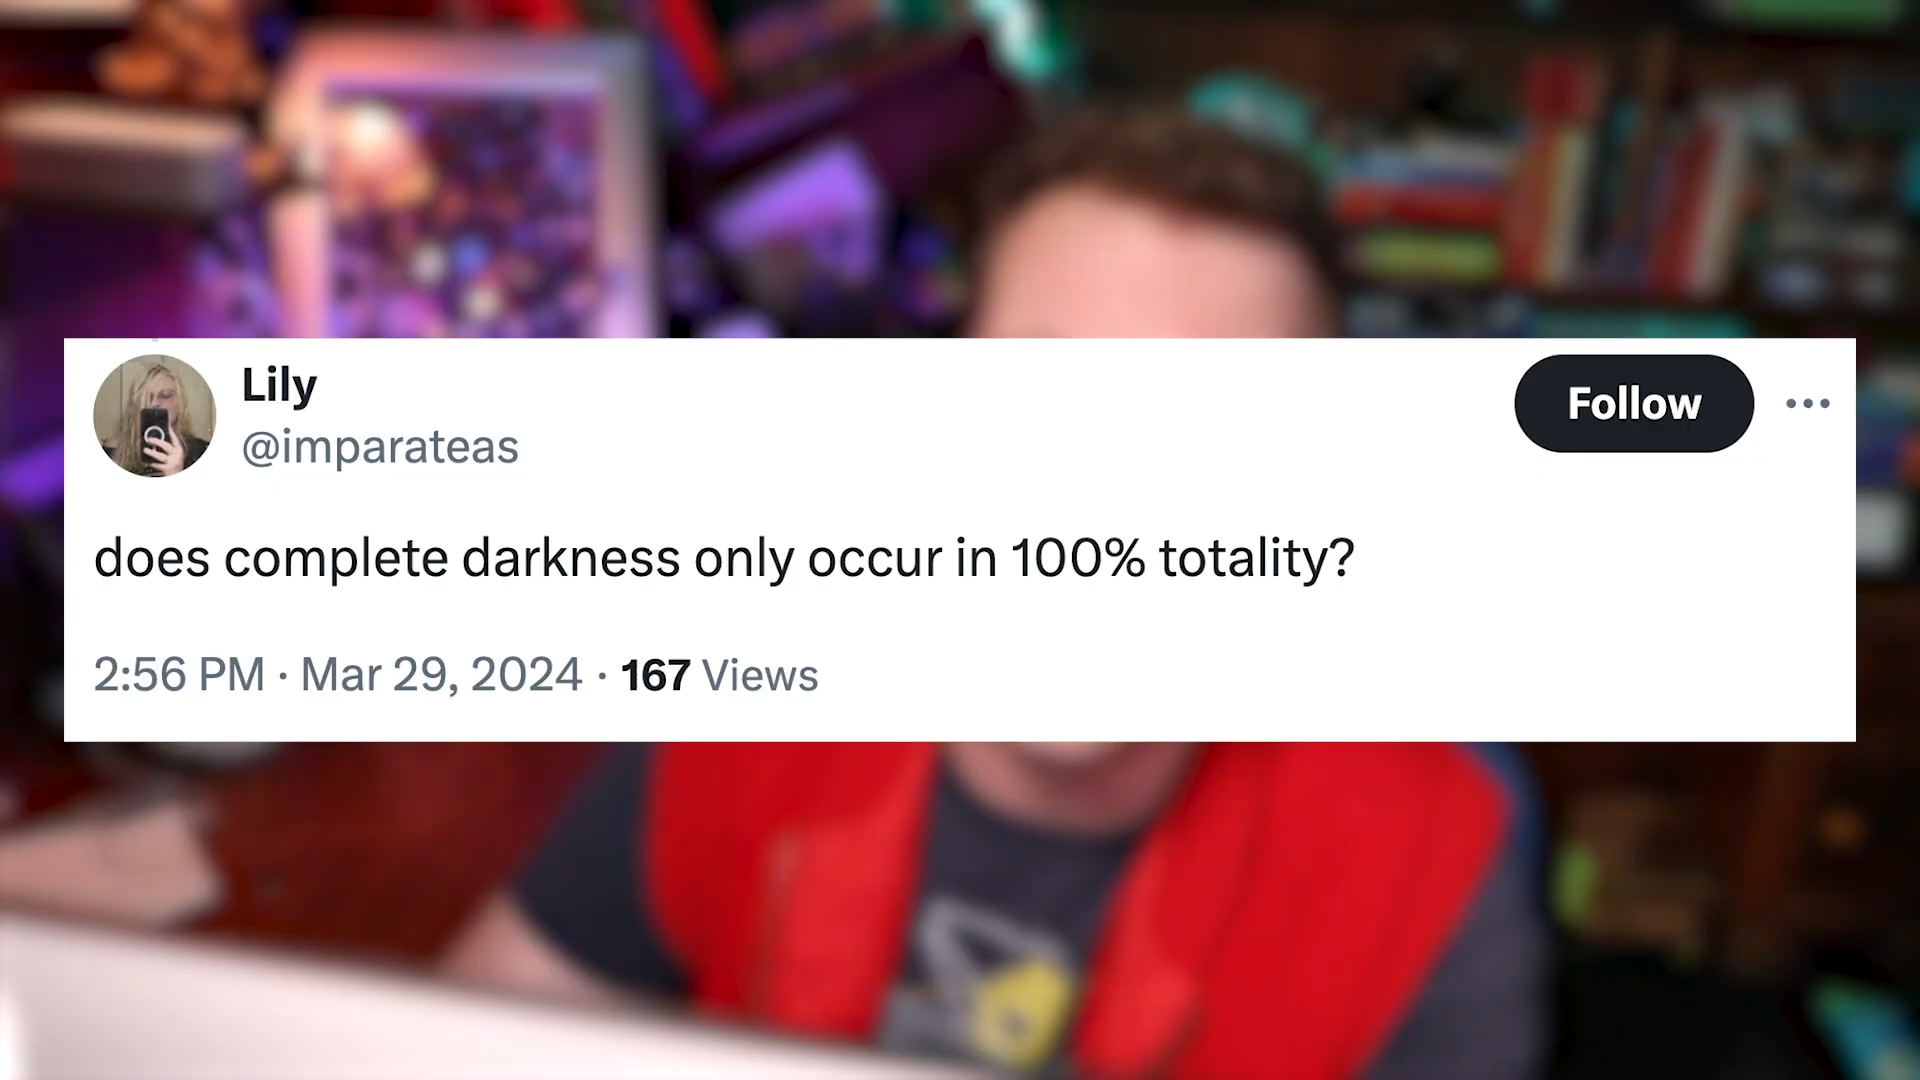 Lily
@imparateas
Follow
does complete darkness only occur in 100% totality?
2:56 PM · Mar 29, 2024 · 167 Views